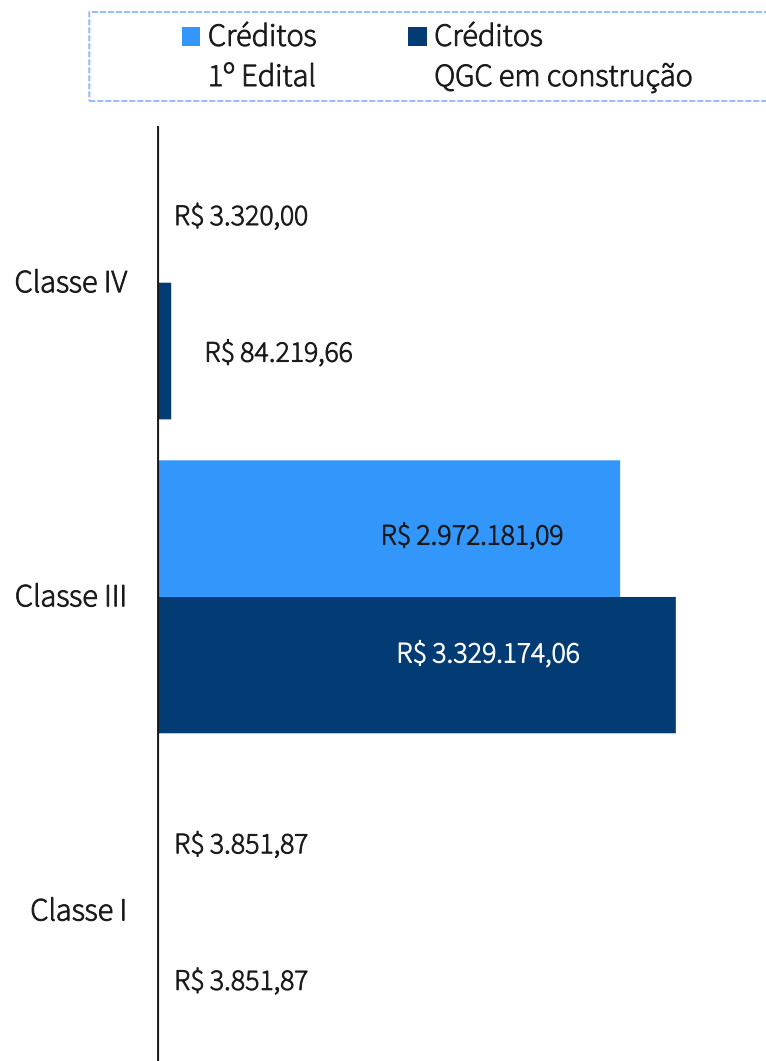 Créditos
1º Edital
Créditos
QGC em construção
R$ 3.320,00
Classe IV
R$ 84.219,66
R$ 2.972.181,09
Classe III
R$ 3.329.174,06
R$ 3.851,87
Classe I
R$ 3.851,87